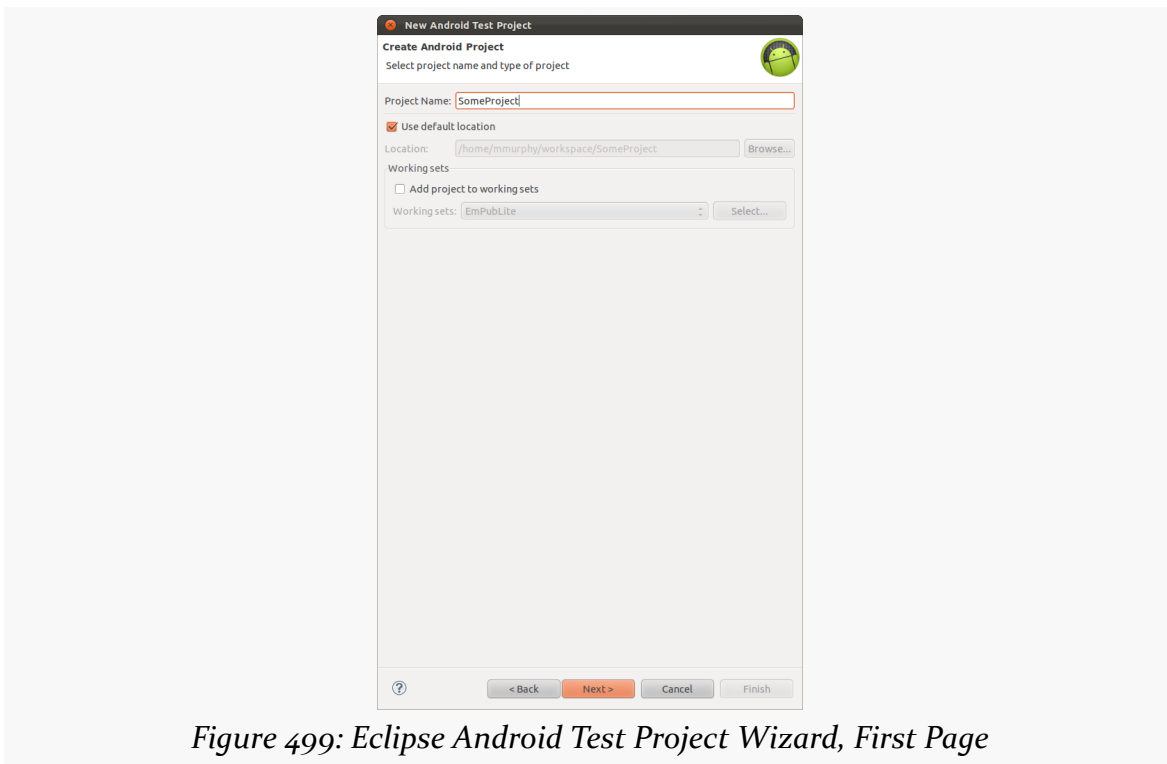 New Android Test Project
Create Android Project
Select project name and type of project
Project Name: SomeProject
Use default location
Location: /home/mmurphy/workspace/SomeProject Browse...
Working sets
Add project to working sets
Working sets: EmPubLite Select...
? < Back Next > Cancel Finish
Figure 499: Eclipse Android Test Project Wizard, First Page